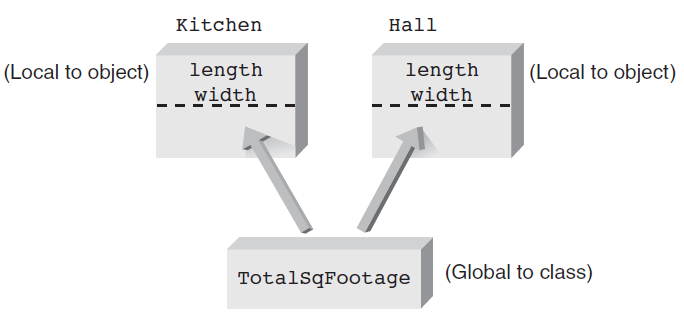 Kitchen
Hall
(Local to object)
length
width
length
width
(Local to object)
TotalSqFootage
(Global to class)